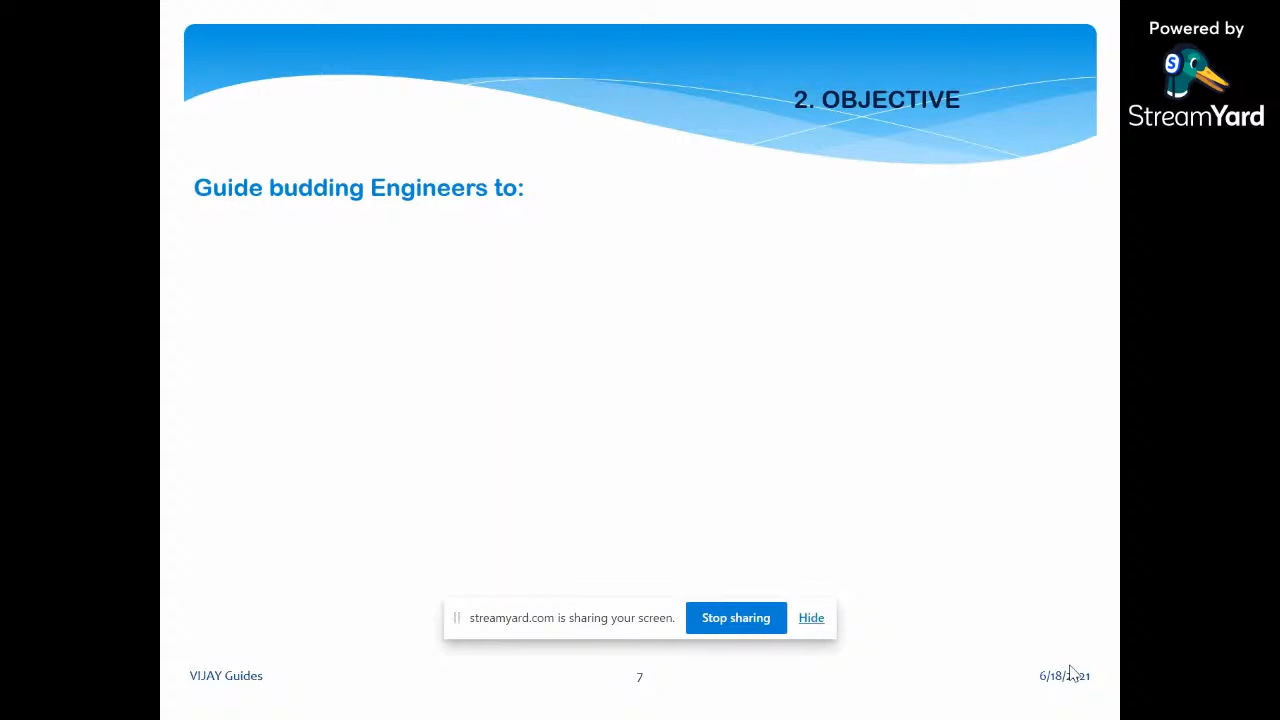 Powered by
StreamYard
2. OBJECTIVE
Guide budding Engineers to:
streamyard.com is sharing your screen.
Stop sharing
Hide
VIJAY Guides
7